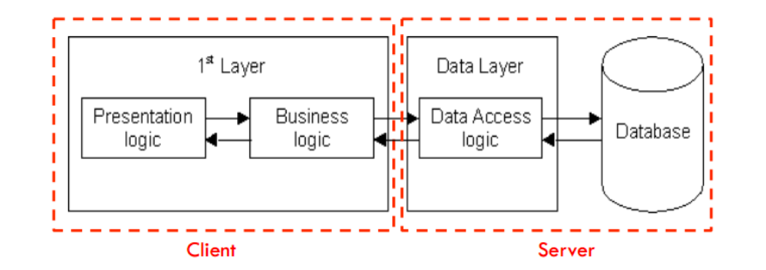 1st Layer
Data Layer
Presentation
logic
Business
logic
Data Access
logic
Database
Client
Server